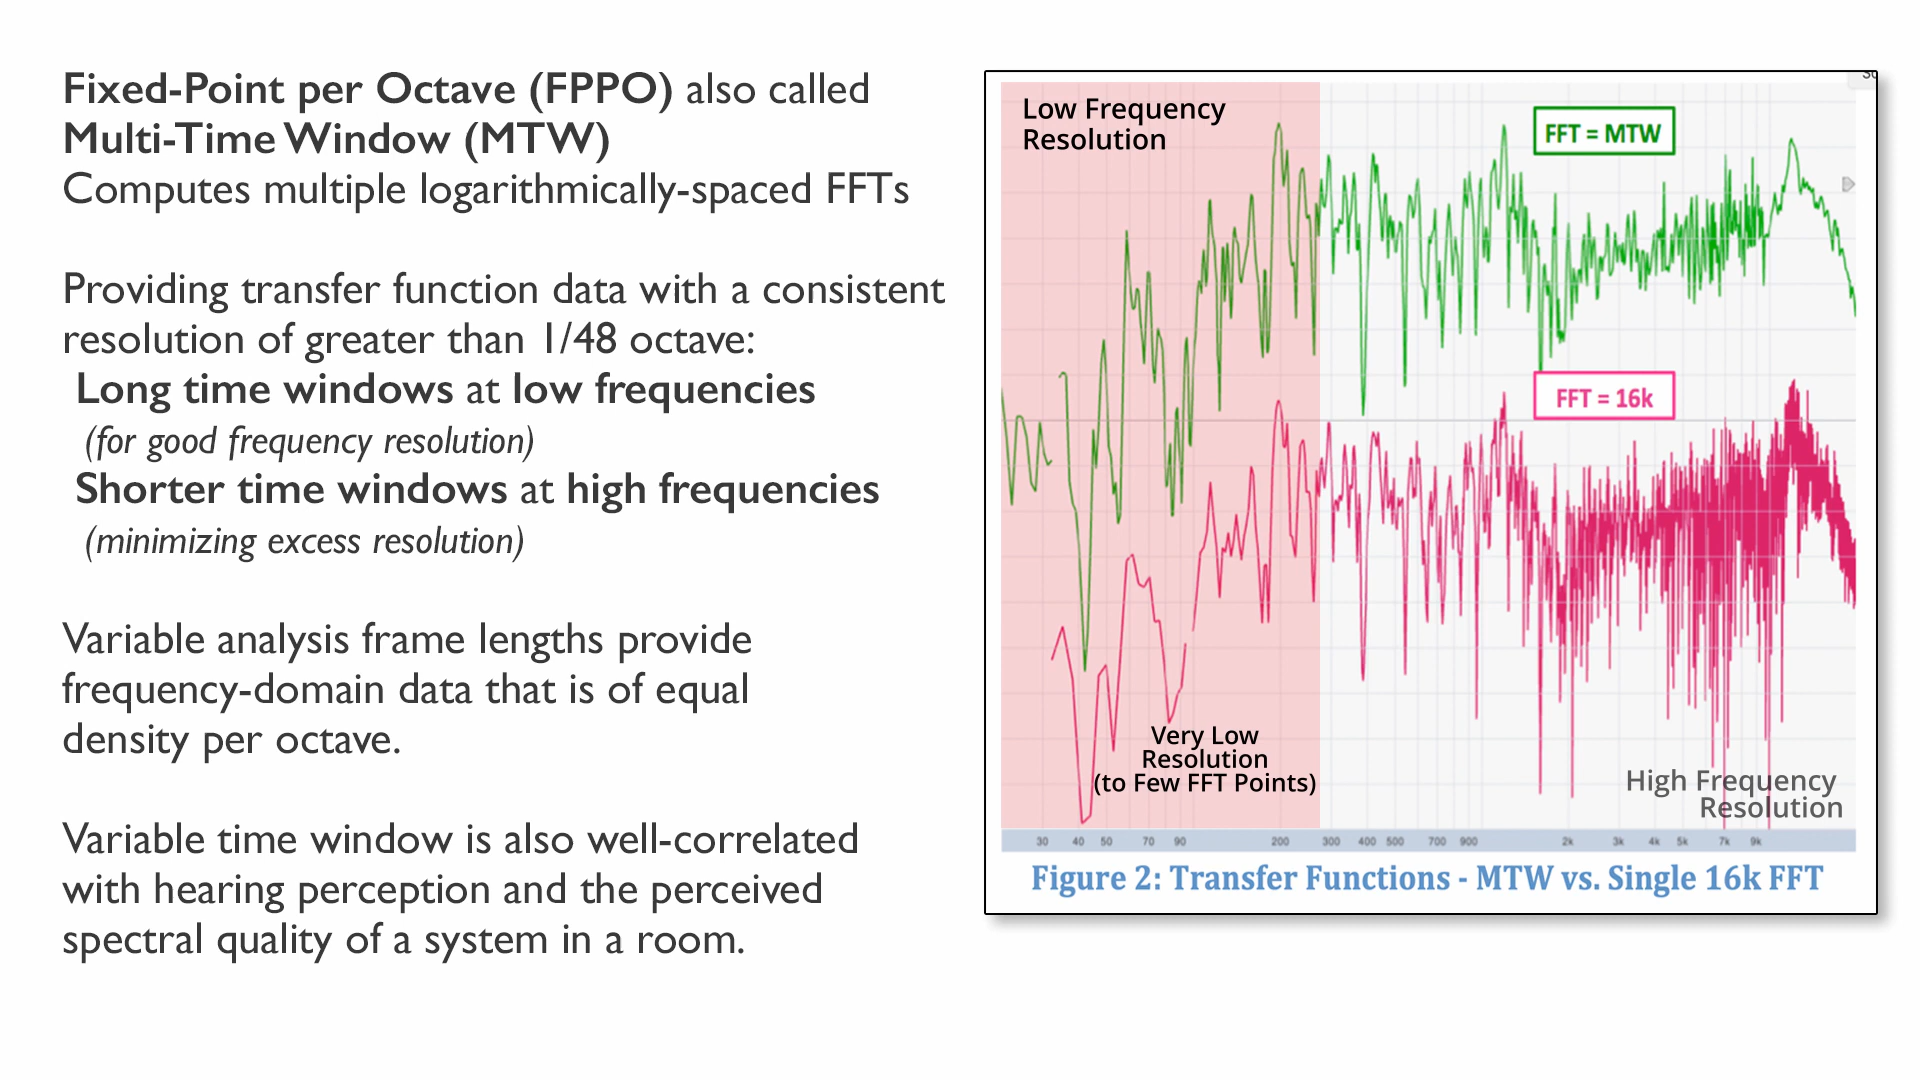 Fixed-Point per Octave (FPPO) also called
Multi-Time Window (MTW)
Computes multiple logarithmically-spaced FFTs
Providing transfer function data with a consistent
resolution of greater than 1/48 octave:
Long time windows at low frequencies
(for good frequency resolution)
Shorter time windows at high frequencies
(minimizing excess resolution)
Variable analysis frame lengths provide
frequency-domain data that is of equal
density per octave.
Variable time window is also well-correlated
with hearing perception and the perceived
spectral quality of a system in a room.
Low Frequency
Resolution
FFT = MTW
FFT = 16k
Very Low
Resolution
(to Few FFT Points)
High Frequency
Resolution
30 40 50 70 90 200 300 400 500 700 900 2k 3k 4k 5k 7k 9k
Figure 2: Transfer Functions - MTW vs. Single 16k FFT